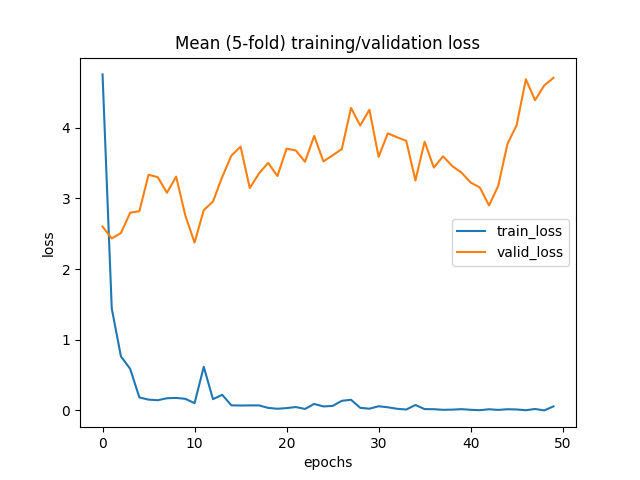 Mean (5-fold) training/validation loss
loss
4
3
2
1
0
train_loss
valid_loss
0 10 20 30 40 50
epochs